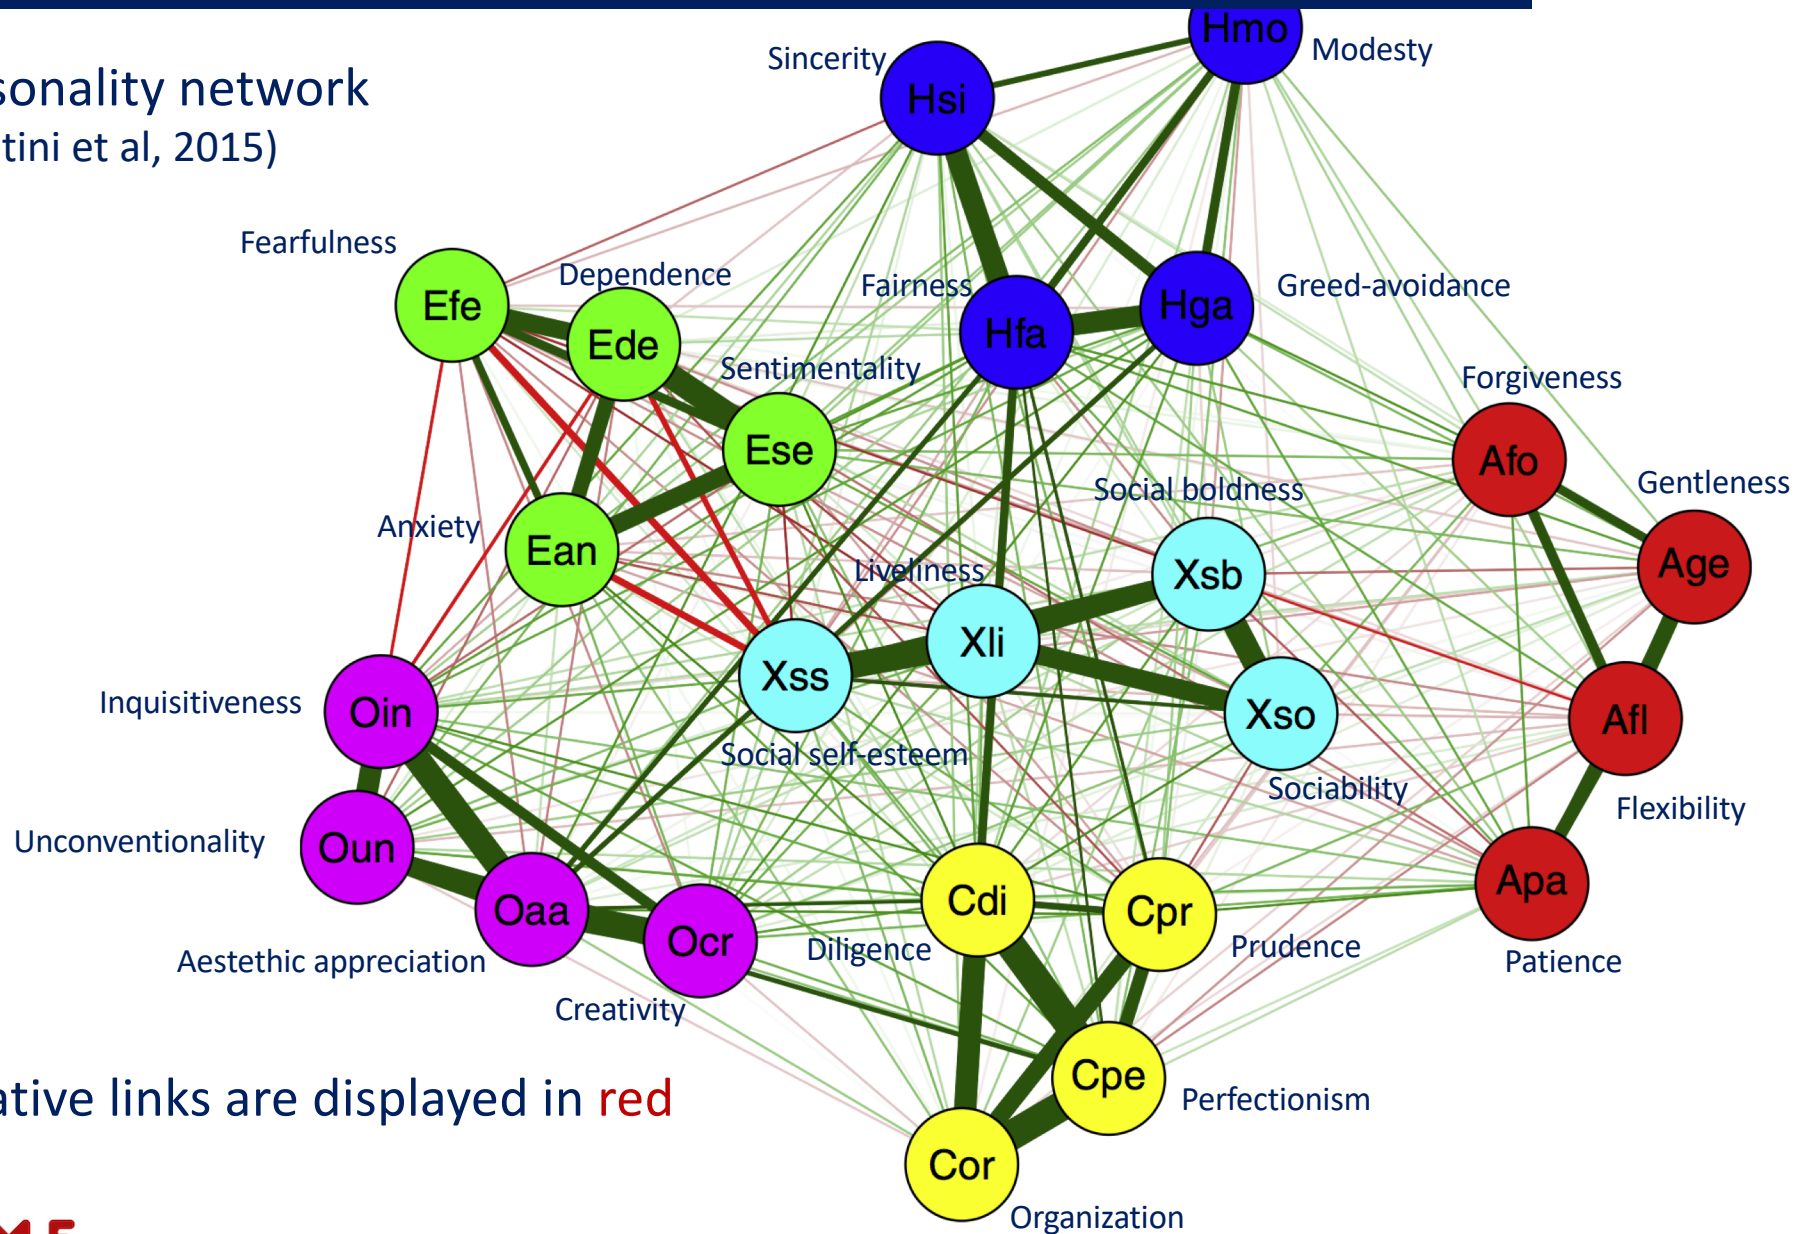 Hmo
Modesty
Sincerity
Hsi
sonality network
tini et al, 2015)
Fearfulness
Efe
Dependence
Ede
Fairness
Hfa
Hga
Greed-avoidance
Sentimentality
Ese
Forgiveness
Afo
Gentleness
Age
Social boldness
Xsb
Anxiety
Ean
Liveliness
Xli
Xss
Social self-esteem
Xso
Sociability
Afl
Flexibility
Inquisitiveness
Oin
Unconventionality
Oun
Oaa
Aestethic appreciation
Ocr
Creativity
Cdi
Diligence
Cpr
Prudence
Apa
Patience
ative links are displayed in red
Cpe
Perfectionism
Cor
Organization